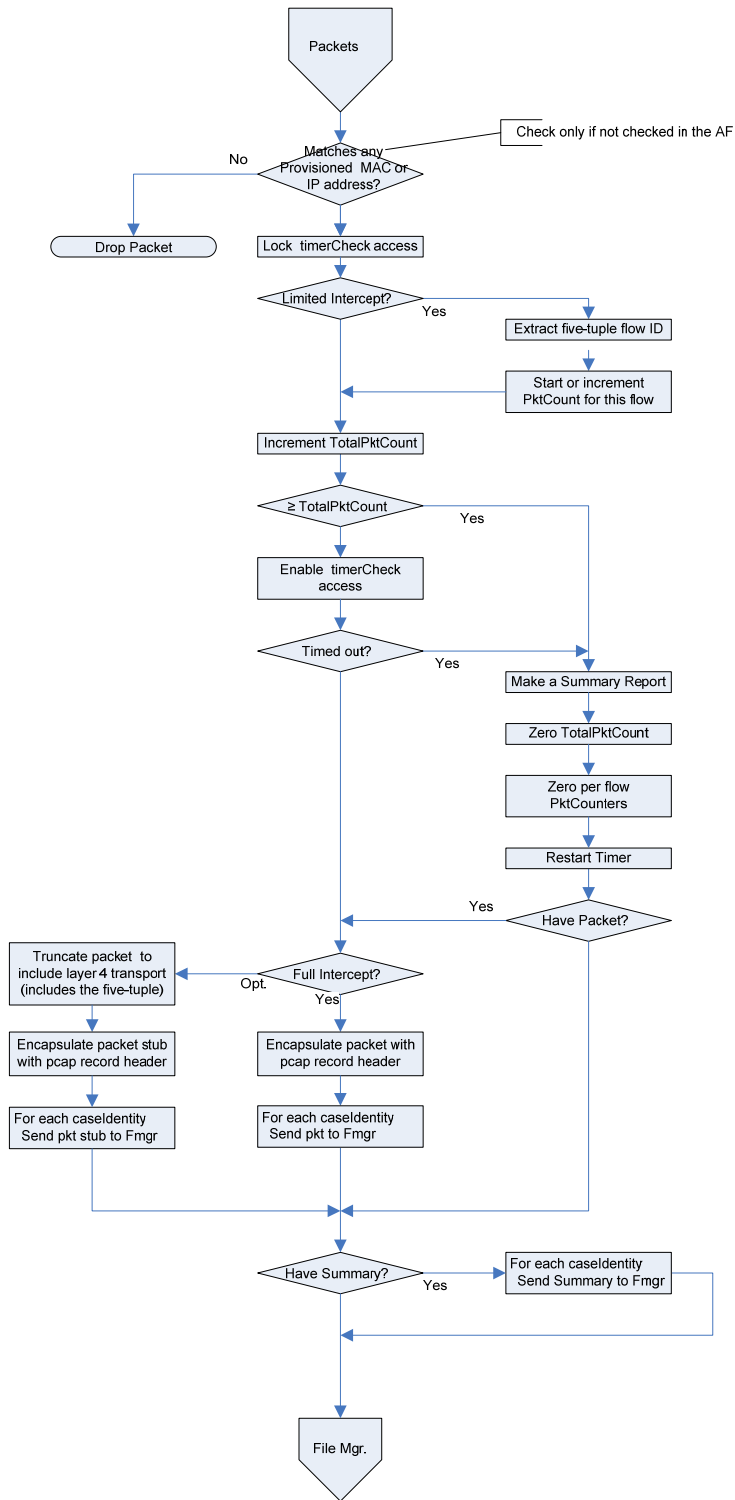 Packets
Check only if not checked in the AF
Matches any
Provisioned MAC or
IP address?
No
Drop Packet
Lock timerCheck access
Limited Intercept?
Yes
Extract five-tuple flow ID
Start or increment
PktCount for this flow
Increment TotalPktCount
≥ TotalPktCount
Yes
Enable timerCheck
access
Timed out?
Yes
Make a Summary Report
Zero TotalPktCount
Zero per flow
PktCounters
Restart Timer
Have Packet?
Yes
Full Intercept?
Opt.
Yes
Truncate packet to
include layer 4 transport
(includes the five-tuple)
Encapsulate packet stub
with pcap record header
Encapsulate packet with
pcap record header
For each caseIdentity
Send pkt stub to Fmgr
For each caseIdentity
Send pkt to Fmgr
Have Summary?
Yes
For each caseIdentity
Send Summary to Fmgr
File Mgr.